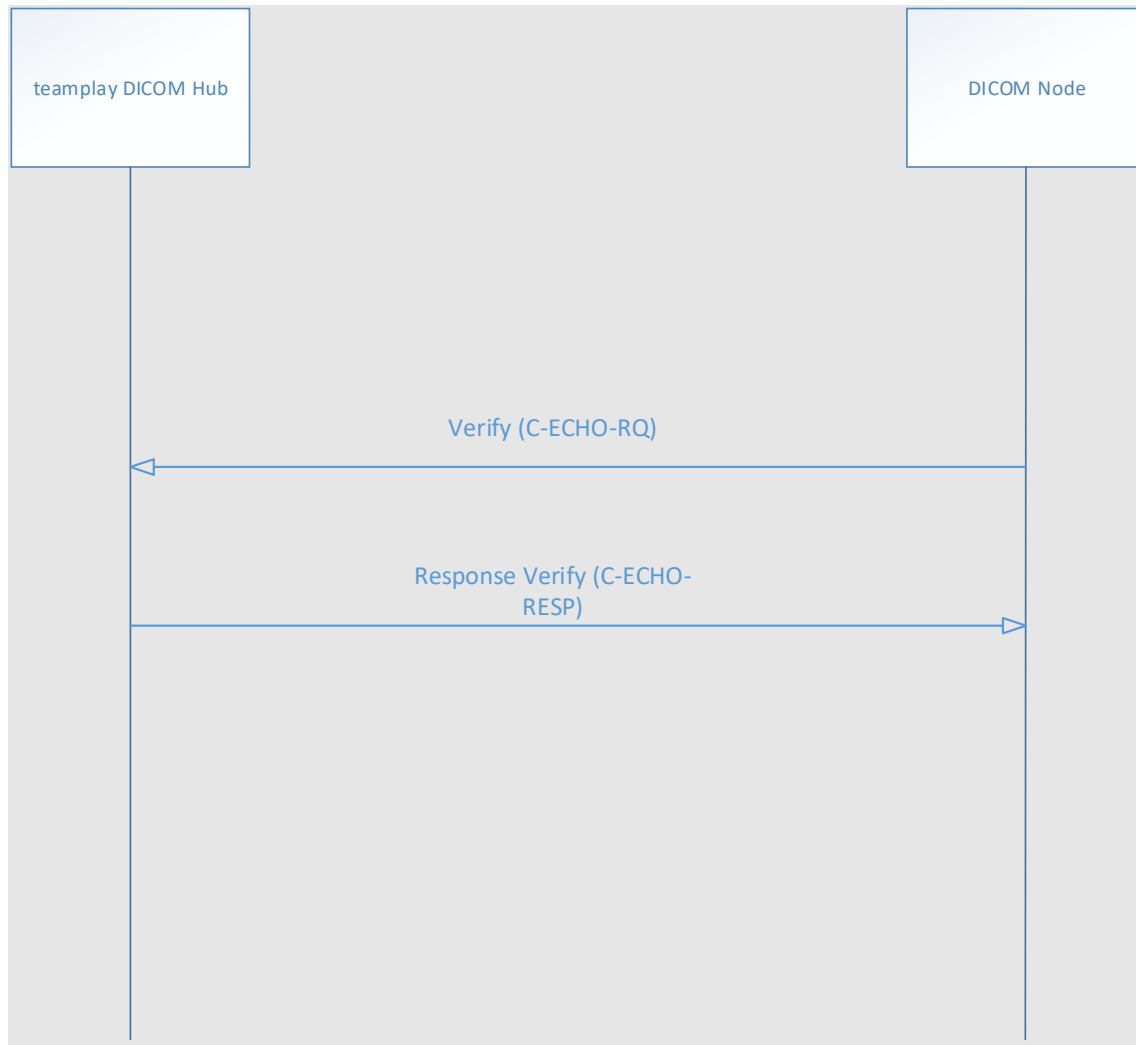 teamplay DICOM Hub
DICOM Node
Verify (C-ECHO-RQ)
Response Verify (C-ECHO-
RESP)